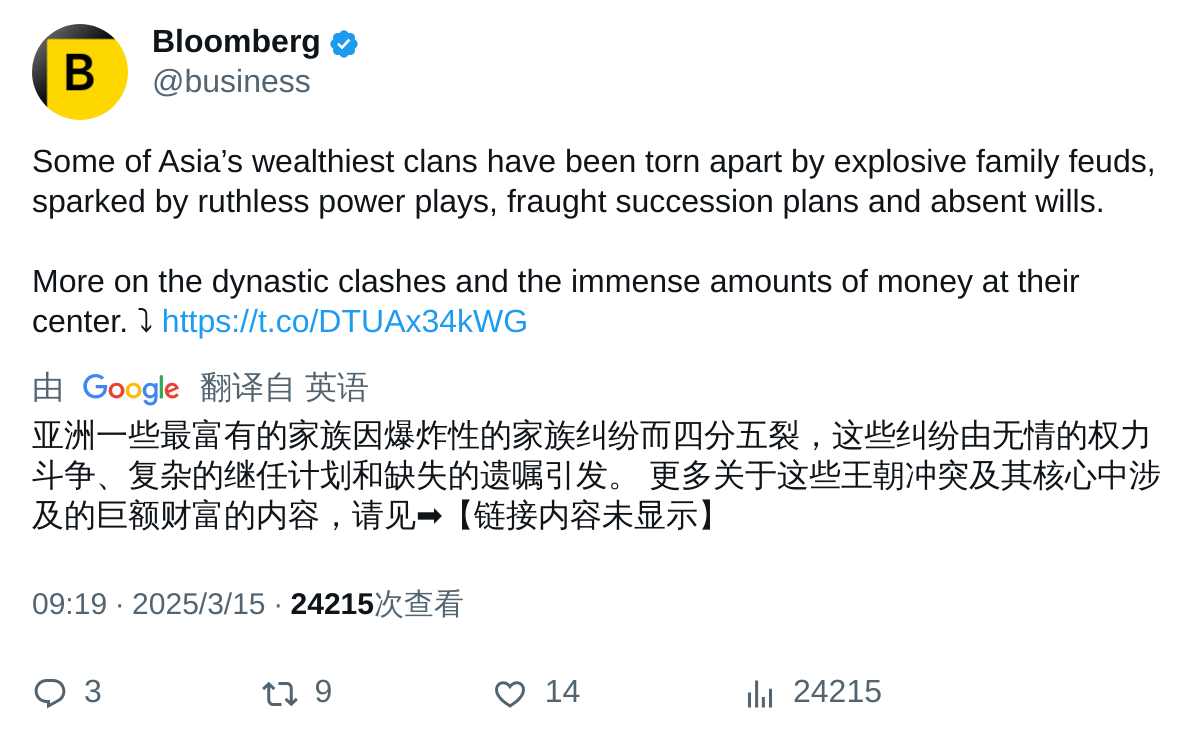 B
Bloomberg
@business
Some of Asia’s wealthiest clans have been torn apart by explosive family feuds,
sparked by ruthless power plays, fraught succession plans and absent wills.
More on the dynastic clashes and the immense amounts of money at their
center. ⤵ https://t.co/DTUAx34kWG
由 Google 翻译自 英语
亚洲一些最富有的家族因爆炸性的家族纠纷而四分五裂，这些纠纷由无情的权力
斗争、复杂的继任计划和缺失的遗嘱引发。 更多关于这些王朝冲突及其核心中涉
及的巨额财富的内容，请见➡【链接内容未显示】
09:19 · 2025/3/15 · 24215次查看
3 9 14 24215